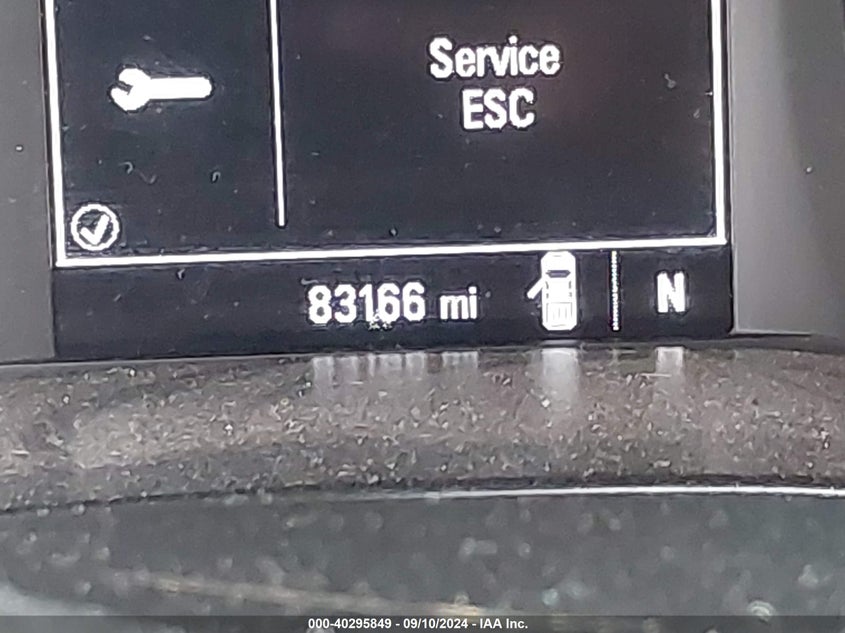 Service
ESC
83166 mi
N
000-40295849 - 09/10/2024 - IAA Inc.